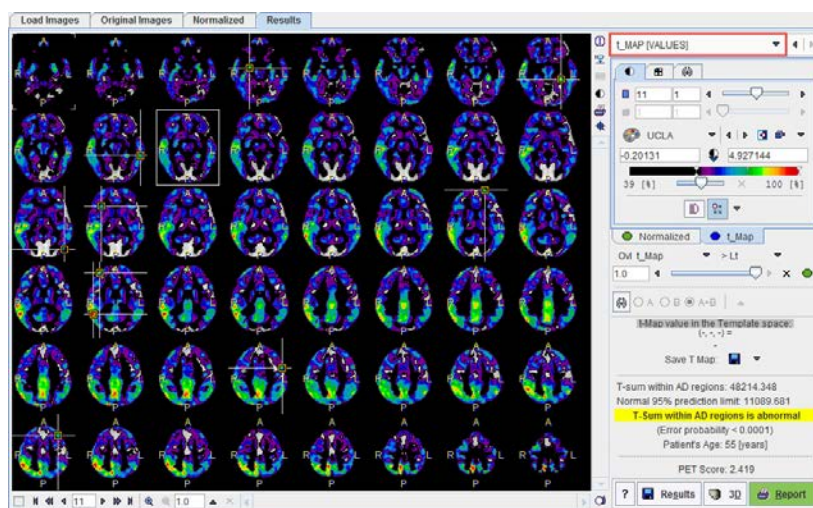 Load Images Original Images Normalized Results
t_MAP [VALUES]
11 1
1 1
UCLA
-0.20131 4.927144
39 [%] 100 [%]
Normalized t_Map
Ovl t_Map > Lt
1.0
A B A+B
t-Map value in the Template space:
(-, -, -) =
-
Save T Map:
T-sum within AD regions: 48214.348
Normal 95% prediction limit: 11089.681
T-Sum within AD regions is abnormal
(Error probability < 0.0001)
Patient's Age: 55 [years]
PET Score: 2.419
? Results 3D Report
11 1.0